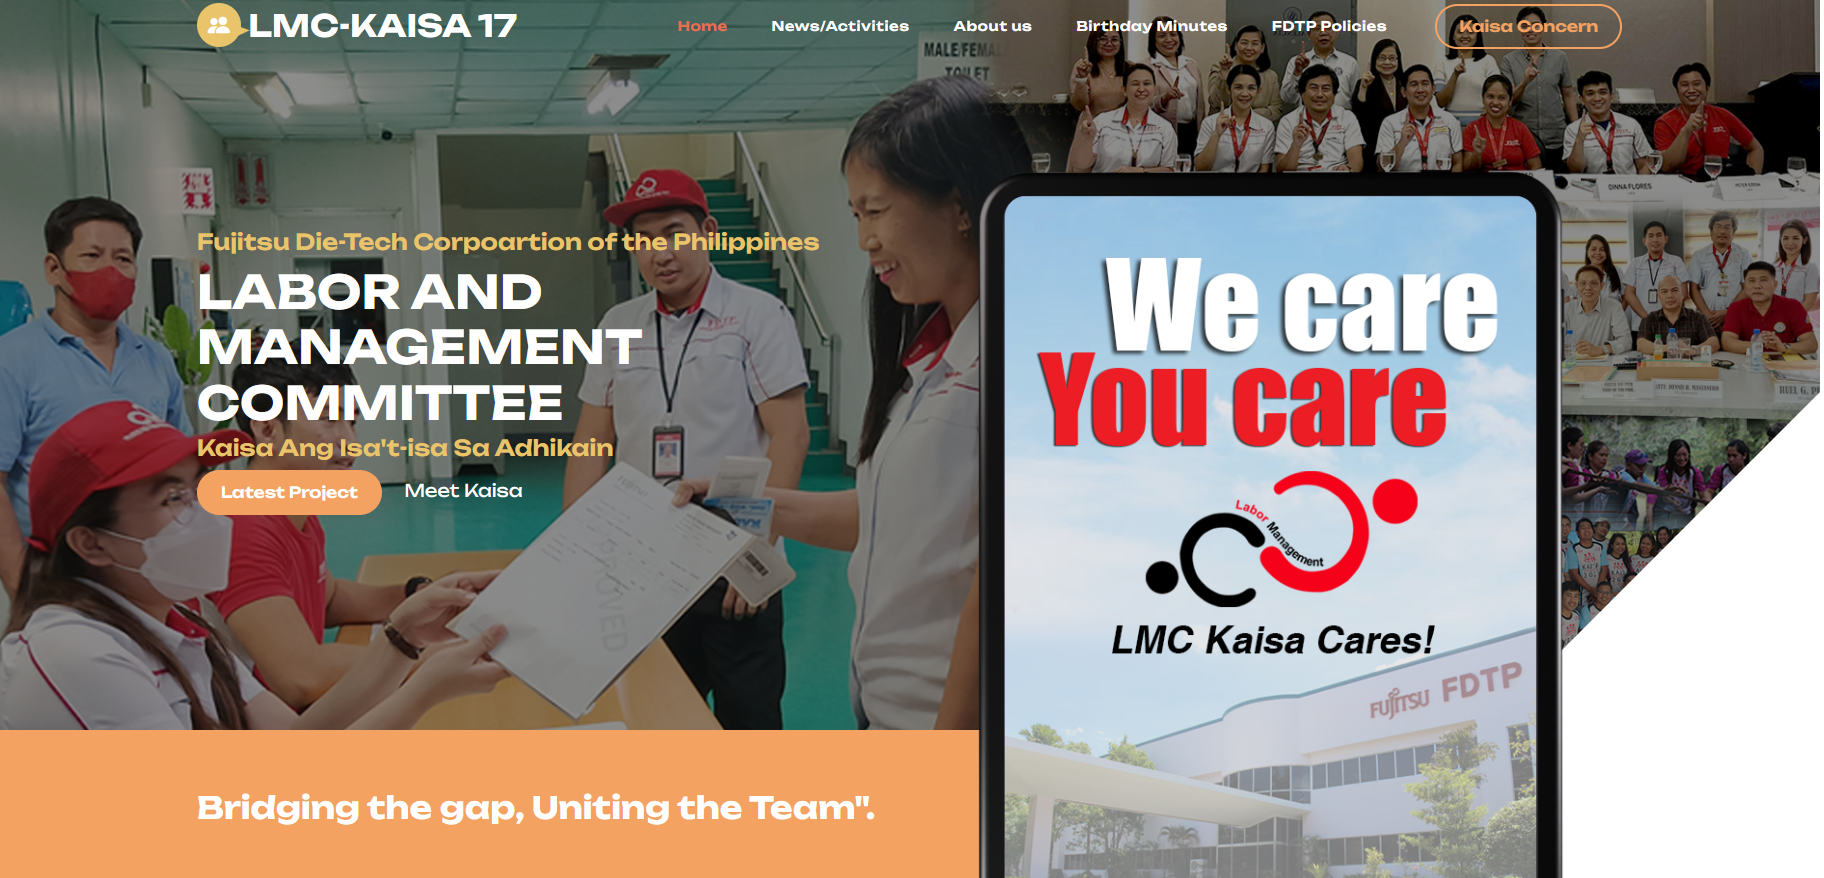 LMC-KAISA 17
Home
News/Activities
About us
Birthday Minutes
FDTP Policies
Kaisa Concern
MALE/FEMALE
TOILET
Fujitsu Die-Tech Corpoartion of the Philippines
LABOR AND
MANAGEMENT
COMMITTEE
Kaisa Ang Isa't-isa Sa Adhikain
Latest Project
Meet Kaisa
Bridging the gap, Uniting the Team".
We care
You care
Labor Management
LMC Kaisa Cares!
FUJITSU FDTP
DINNA FLORES